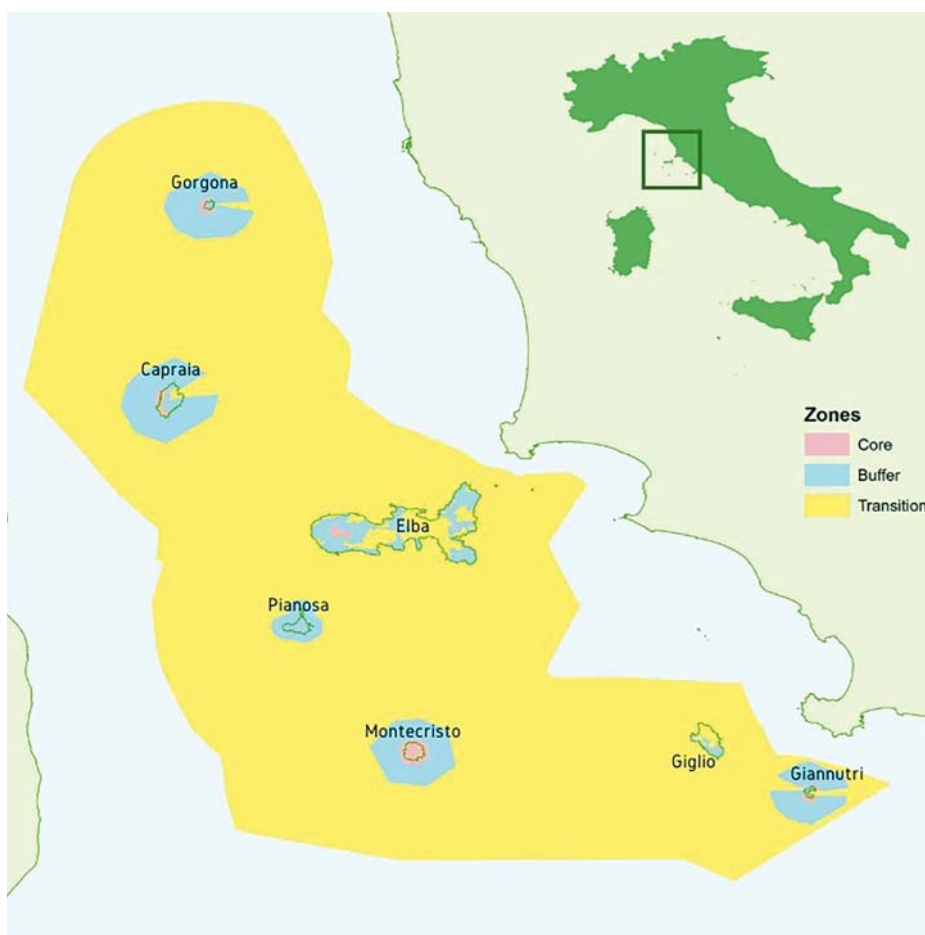 Gorgona
Capraia
Zones
Core
Buffer
Transition
Elba
Pianosa
Montecristo
Giglio
Giannutri